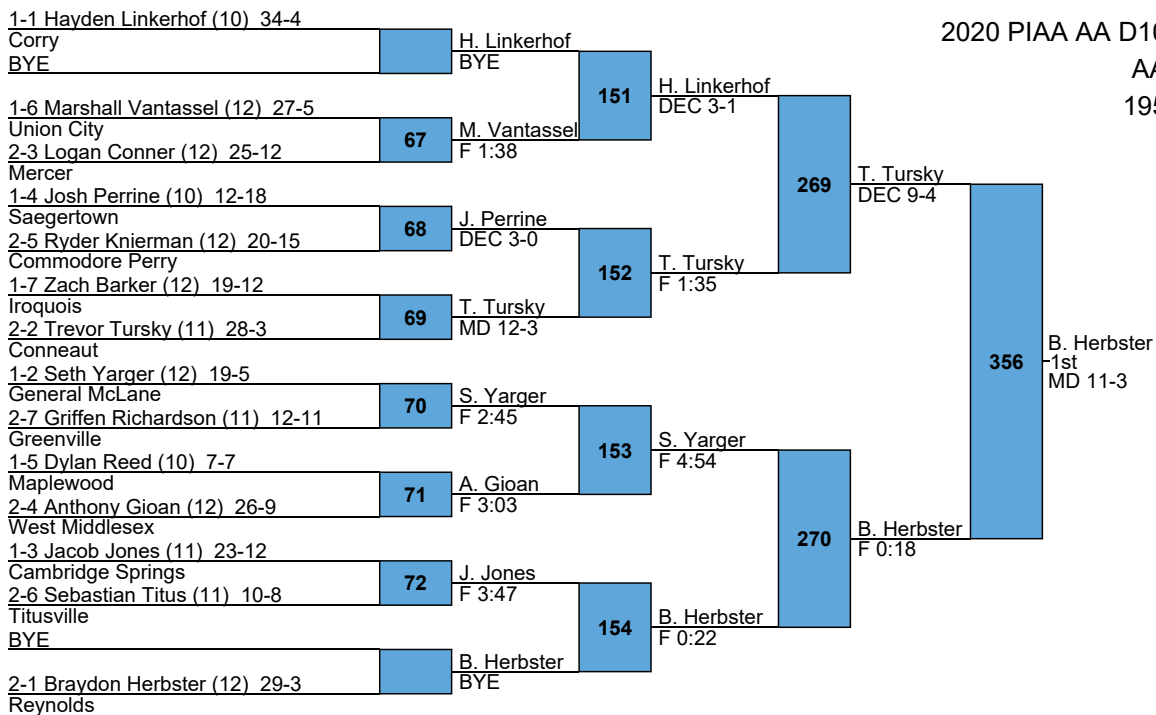 1-1 Hayden Linkerhof (10) 34-4
Corry
BYE
1-6 Marshall Vantassel (12) 27-5
Union City
2-3 Logan Conner (12) 25-12
Mercer
1-4 Josh Perrine (10) 12-18
Saegertown
2-5 Ryder Knierman (12) 20-15
Commodore Perry
1-7 Zach Barker (12) 19-12
Iroquois
2-2 Trevor Tursky (11) 28-3
Conneaut
1-2 Seth Yarger (12) 19-5
General McLane
2-7 Griffen Richardson (11) 12-11
Greenville
1-5 Dylan Reed (10) 7-7
Maplewood
2-4 Anthony Gioan (12) 26-9
West Middlesex
1-3 Jacob Jones (11) 23-12
Cambridge Springs
2-6 Sebastian Titus (11) 10-8
Titusville
BYE
2-1 Braydon Herbster (12) 29-3
Reynolds
67
68
69
70
71
72
H. Linkerhof
BYE
M. Vantassel
F 1:38
J. Perrine
DEC 3-0
T. Tursky
MD 12-3
S. Yarger
F 2:45
A. Gioan
F 3:03
J. Jones
F 3:47
B. Herbster
BYE
151
152
153
154
H. Linkerhof
DEC 3-1
T. Tursky
F 1:35
S. Yarger
F 4:54
B. Herbster
F 0:22
269
270
T. Tursky
DEC 9-4
B. Herbster
F 0:18
356
B. Herbster
1st
MD 11-3
2020 PIAA AA D10
AA
195